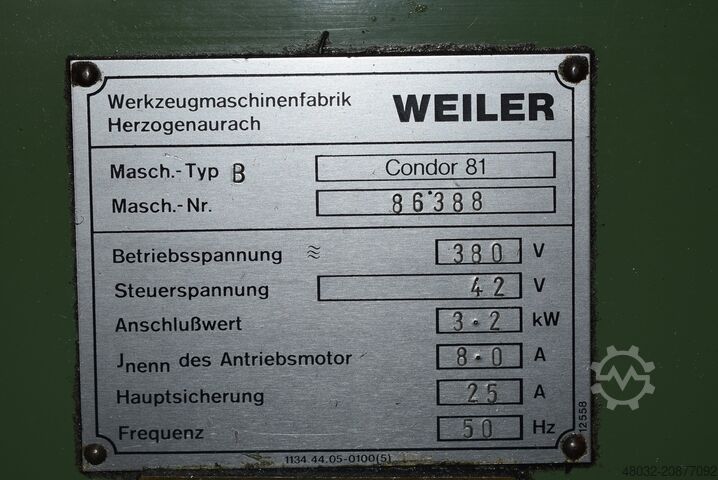 Werkzeugmaschinenfabrik WEILER
Herzogenaurach
Masch.-Typ B Condor 81
Masch.-Nr. 86388
Betriebsspannung ≈ 380 V
Steuerspannung 42 V
Anschlußwert 3.2 kW
Jnenn des Antriebsmotor 8.0 A
Hauptsicherung 25 A
Frequenz 50 Hz
1134 44.05-0100(5)
12558
48032-20877092